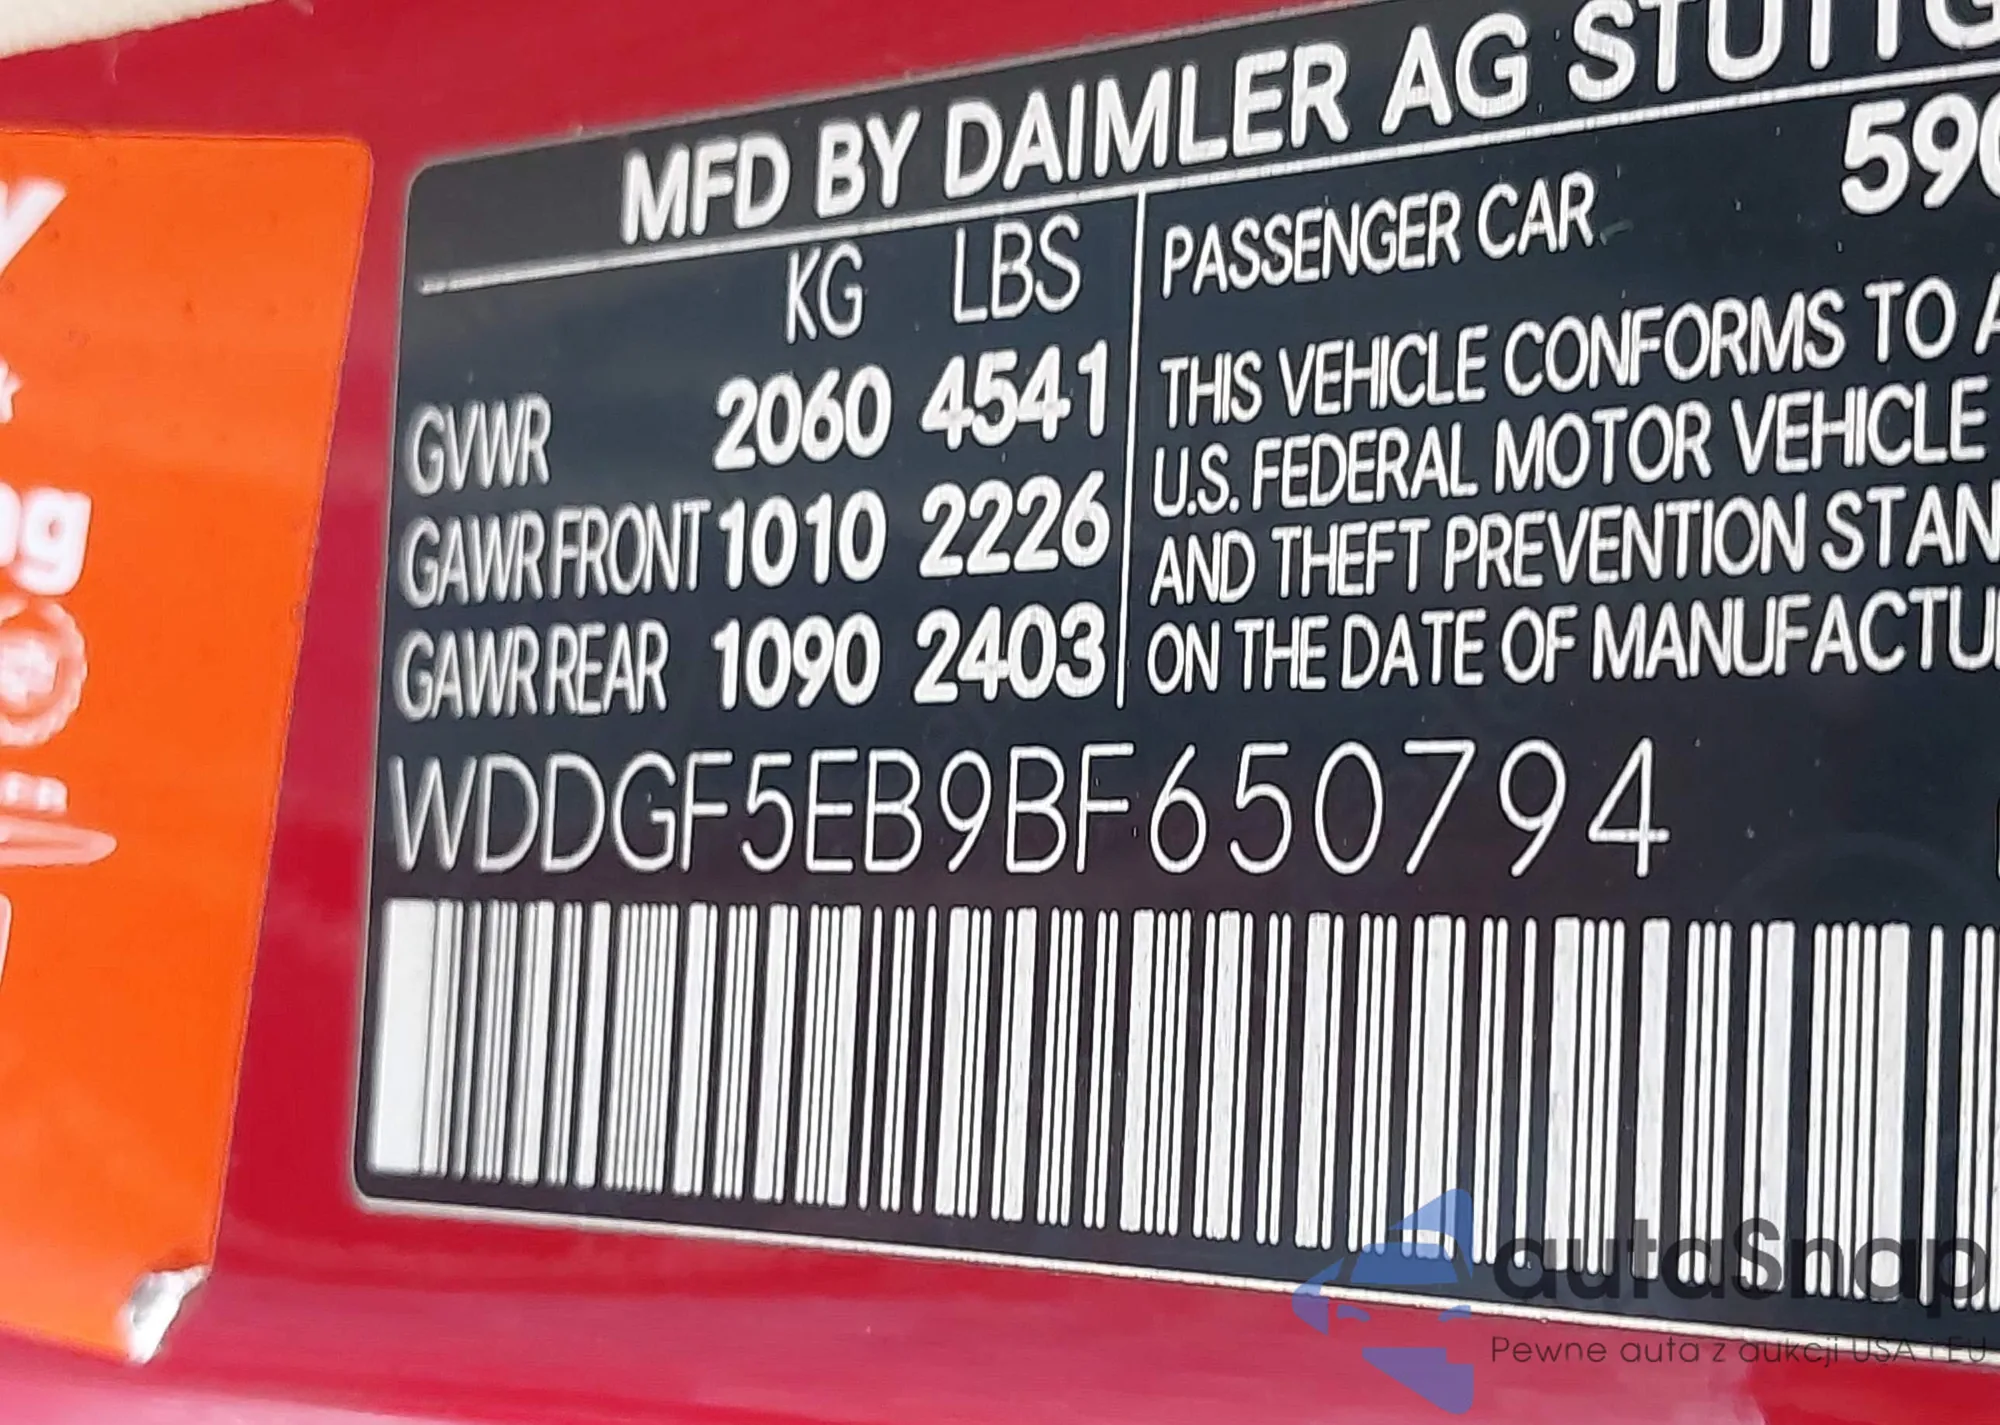 MFD BY DAIMLER AG STUTTG
KG LBS
GVWR 2060 4541
GAWR FRONT 1010 2226
GAWR REAR 1090 2403
PASSENGER CAR 590
THIS VEHICLE CONFORMS TO A
U.S. FEDERAL MOTOR VEHICLE
AND THEFT PREVENTION STAN
ON THE DATE OF MANUFACTU
WDDGF5EB9BF650794
autaSnap
Pewne auta z aukcji USA i EU